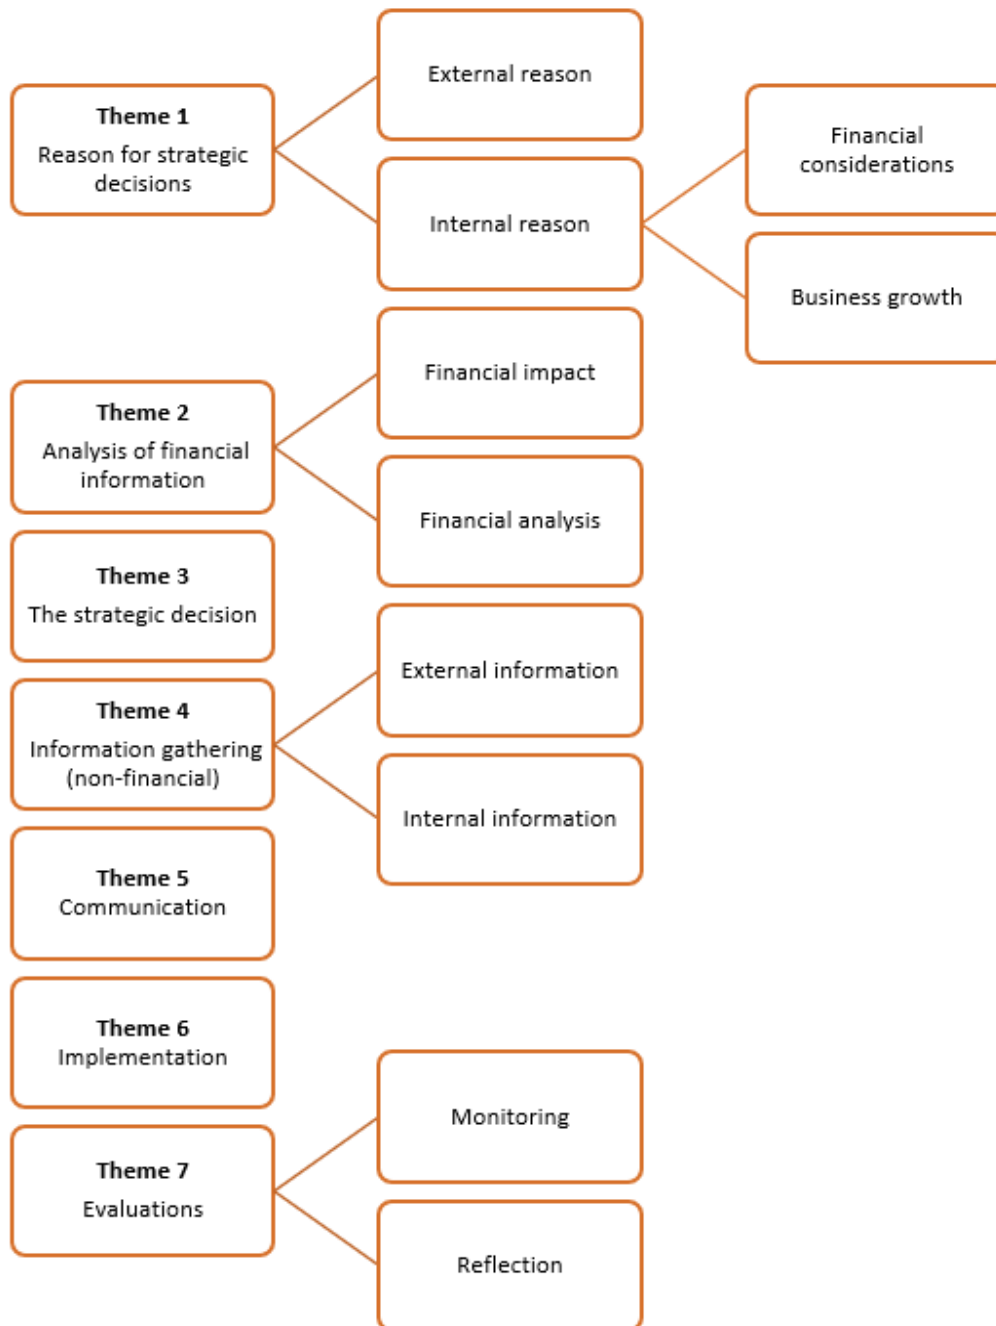 Theme 1
Reason for strategic
decisions
External reason
Internal reason
Financial
considerations
Business growth
Theme 2
Analysis of financial
information
Financial impact
Financial analysis
Theme 3
The strategic decision
Theme 4
Information gathering
(non-financial)
External information
Internal information
Theme 5
Communication
Theme 6
Implementation
Theme 7
Evaluations
Monitoring
Reflection